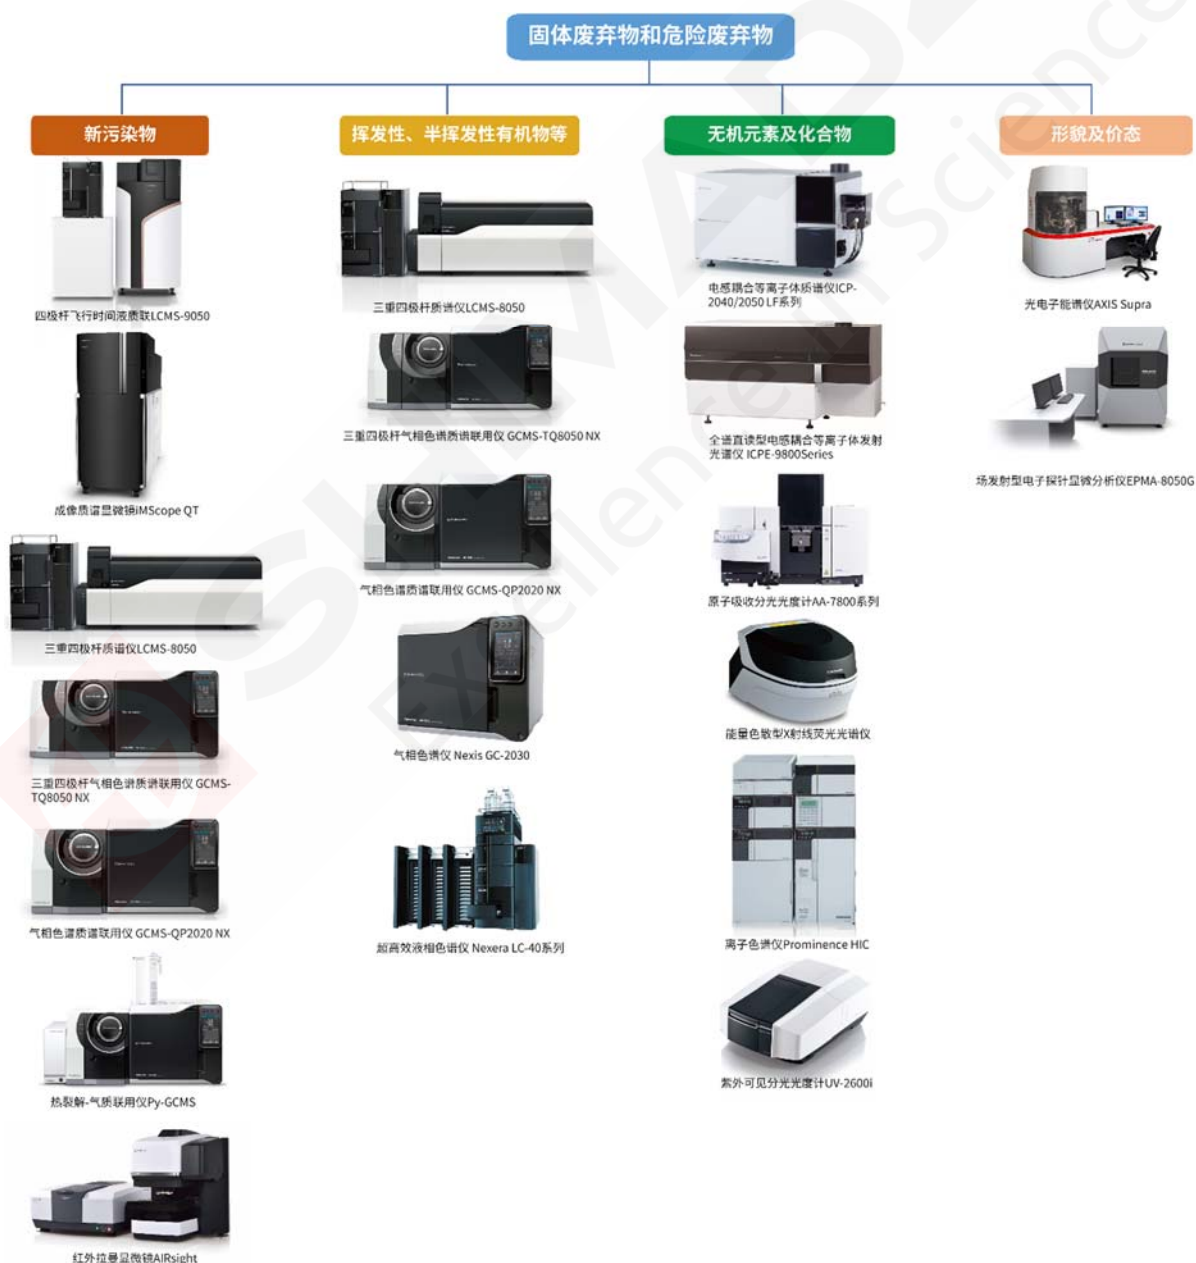 固体废弃物和危险废弃物
新污染物
四极杆飞行时间液质联LCMS-9050
成像质谱显微镜iMScope QT
三重四极杆质谱仪LCMS-8050
三重四极杆气相色谱质谱联用仪 GCMS-
TQ8050 NX
气相色谱质谱联用仪 GCMS-QP2020 NX
热裂解-气质联用仪Py-GCMS
红外拉曼显微镜AIRsight
挥发性、半挥发性有机物等
三重四极杆质谱仪LCMS-8050
三重四极杆气相色谱质谱联用仪 GCMS-TQ8050 NX
气相色谱质谱联用仪 GCMS-QP2020 NX
气相色谱仪 Nexis GC-2030
超高效液相色谱仪 Nexera LC-40系列
无机元素及化合物
电感耦合等离子体质谱仪ICP-
2040/2050 LF系列
全谱直读型电感耦合等离子体发射
光谱仪 ICPE-9800Series
原子吸收分光光度计AA-7800系列
能量色散型X射线荧光光谱仪
离子色谱仪Prominence HIC
紫外可见分光光度计UV-2600i
形貌及价态
光电子能谱仪AXIS Supra
场发射型电子探针显微分析仪EPMA-8050G
SHIMADZ
Excellence in Science